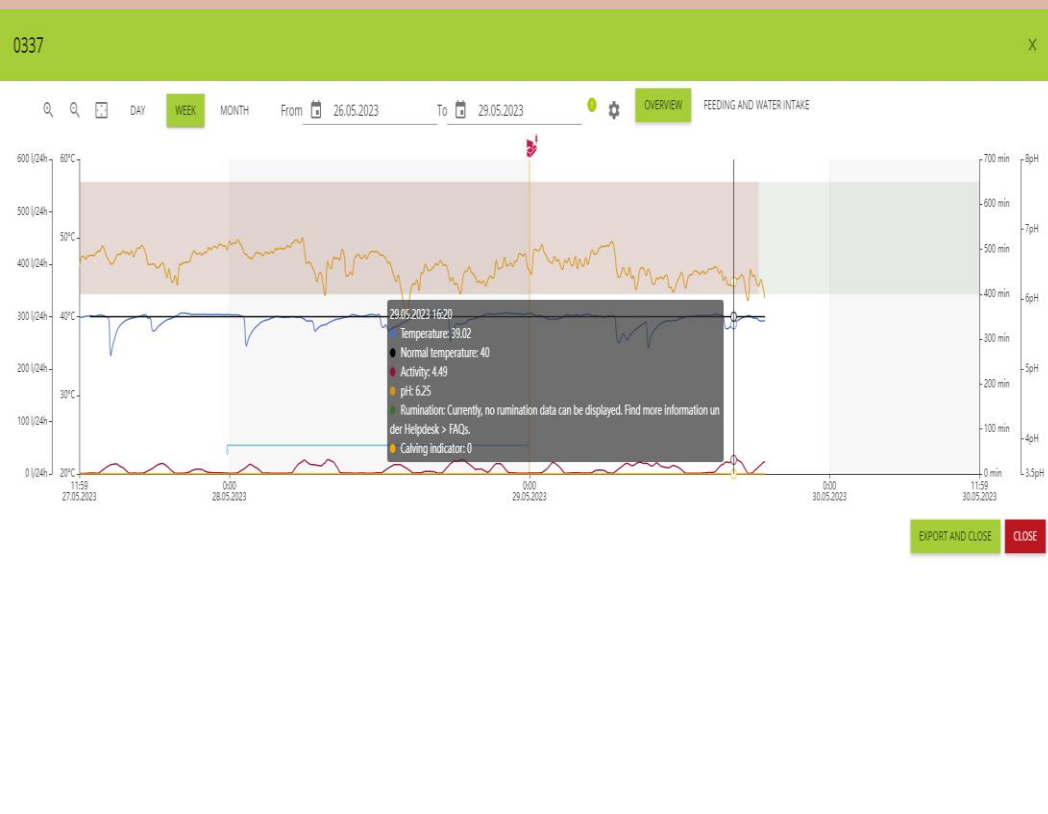 0337
X
DAY WEEK MONTH From 26.05.2023 To 29.05.2023 OVERVIEW FEEDING AND WATER INTAKE
600 l/24h 60°C 700 min 8pH
500 l/24h 600 min
50°C 500 min 7pH
400 l/24h
400 min 6pH
300 l/24h 40°C
300 min
200 l/24h 5pH
30°C 200 min
100 l/24h 100 min 4pH
0 l/24h 20°C 0 min 3.5pH
29.05.2023 16:20
Temperature: 39.02
Normal temperature: 40
Activity: 4.49
pH: 6.25
Rumination: Currently, no rumination data can be displayed. Find more information un
der Helpdesk > FAQs.
Calving indicator: 0
11:59 0:00 0:00 0:00 11:59
27.05.2023 28.05.2023 29.05.2023 30.05.2023 30.05.2023
EXPORT AND CLOSE CLOSE